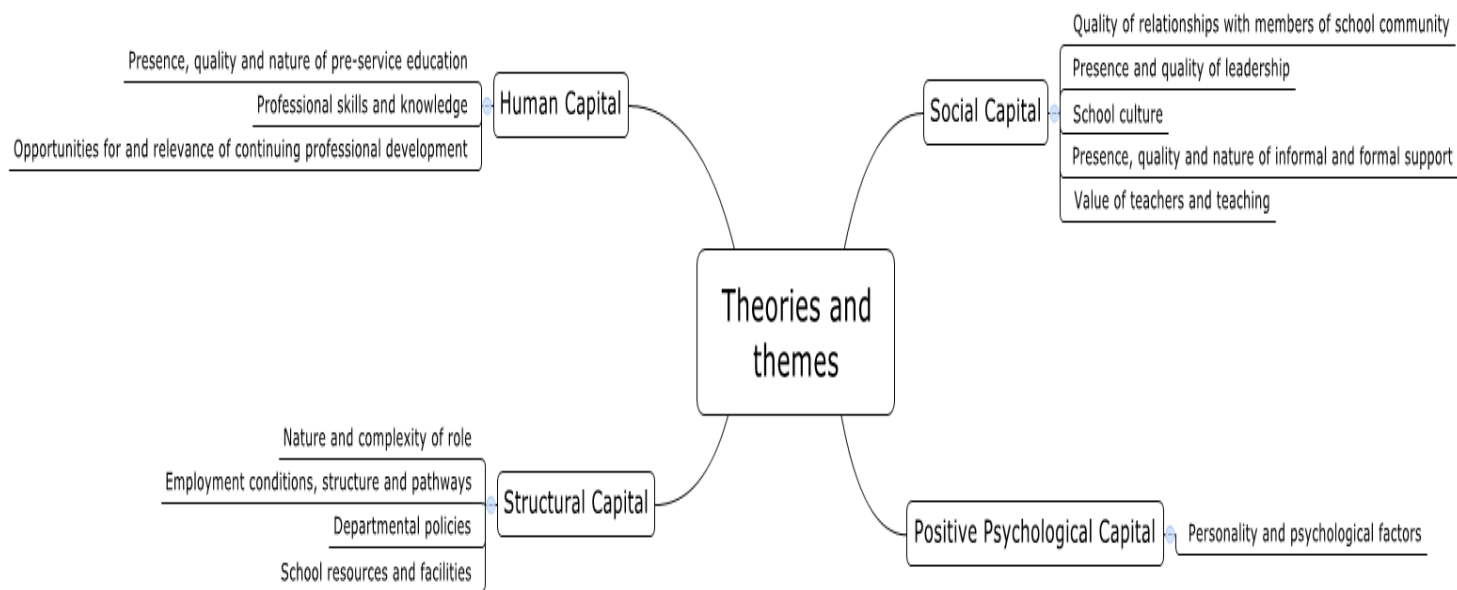 Theories and
themes
Human Capital
Presence, quality and nature of pre-service education
Professional skills and knowledge
Opportunities for and relevance of continuing professional development
Social Capital
Quality of relationships with members of school community
Presence and quality of leadership
School culture
Presence, quality and nature of informal and formal support
Value of teachers and teaching
Structural Capital
Nature and complexity of role
Employment conditions, structure and pathways
Departmental policies
School resources and facilities
Positive Psychological Capital
Personality and psychological factors